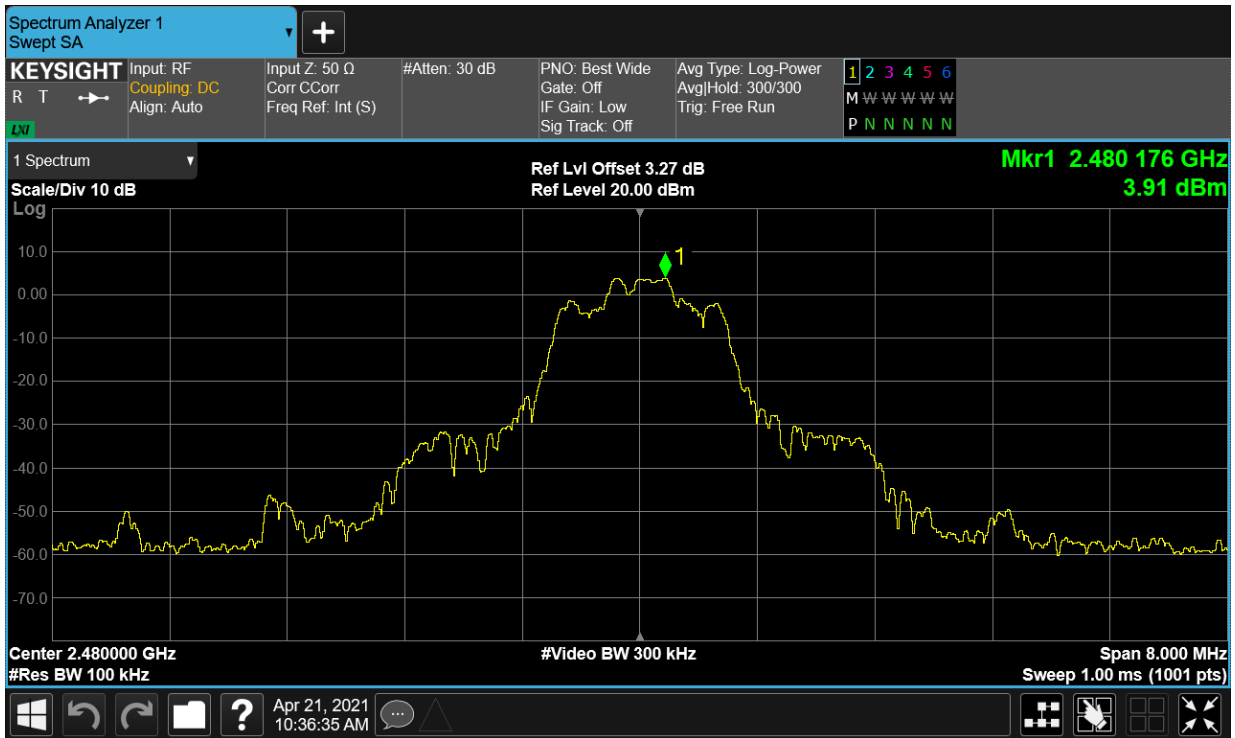 Spectrum Analyzer 1
Swept SA
KEYSIGHT
R T
LXI
Input: RF
Coupling: DC
Align: Auto
Input Z: 50 Ω
Corr CCorr
Freq Ref: Int (S)
#Atten: 30 dB
PNO: Best Wide
Gate: Off
IF Gain: Low
Sig Track: Off
Avg Type: Log-Power
Avg|Hold: 300/300
Trig: Free Run
1 2 3 4 5 6
M W W W W W
P N N N N N
1 Spectrum
Scale/Div 10 dB
Log
Ref Lvl Offset 3.27 dB
Ref Level 20.00 dBm
Mkr1 2.480 176 GHz
3.91 dBm
1
10.0
0.00
-10.0
-20.0
-30.0
-40.0
-50.0
-60.0
-70.0
Center 2.480000 GHz
#Video BW 300 kHz
Span 8.000 MHz
#Res BW 100 kHz
Sweep 1.00 ms (1001 pts)
?
Apr 21, 2021
10:36:35 AM